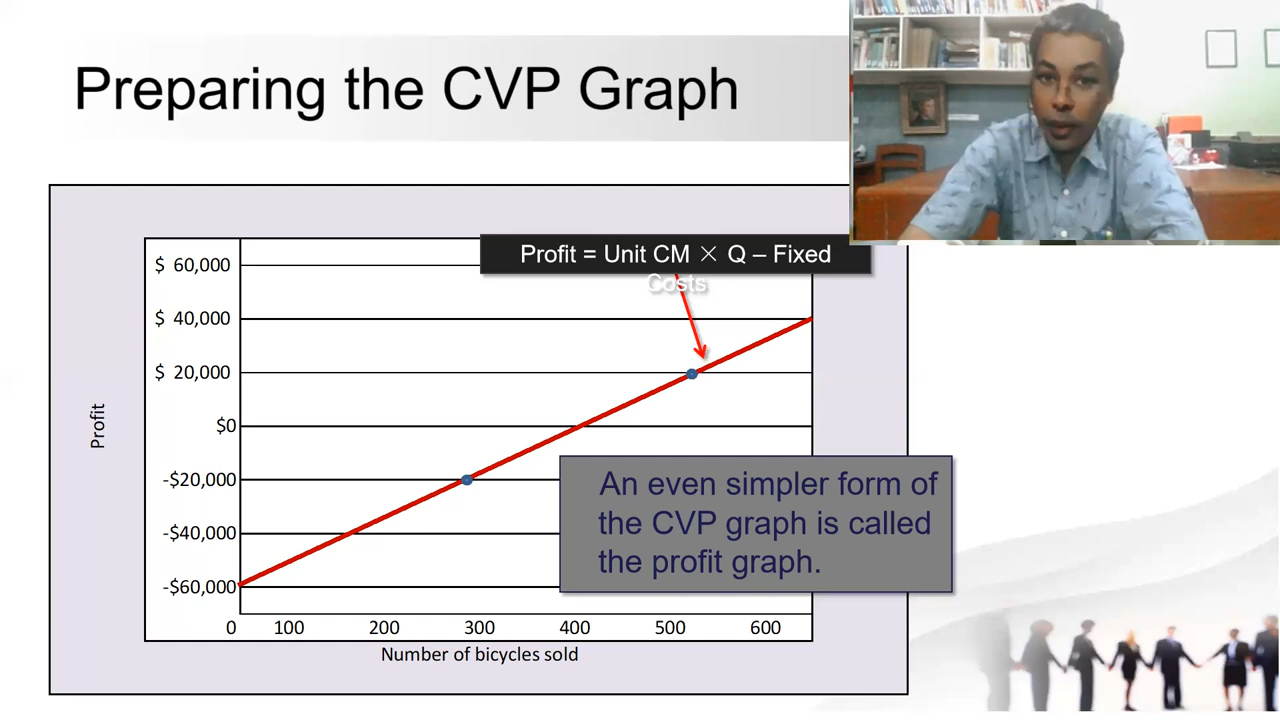 Preparing the CVP Graph
Profit = Unit CM × Q – Fixed
Costs
$ 60,000
$ 40,000
$ 20,000
$0
-$20,000
-$40,000
-$60,000
Profit
An even simpler form of
the CVP graph is called
the profit graph.
0 100 200 300 400 500 600
Number of bicycles sold